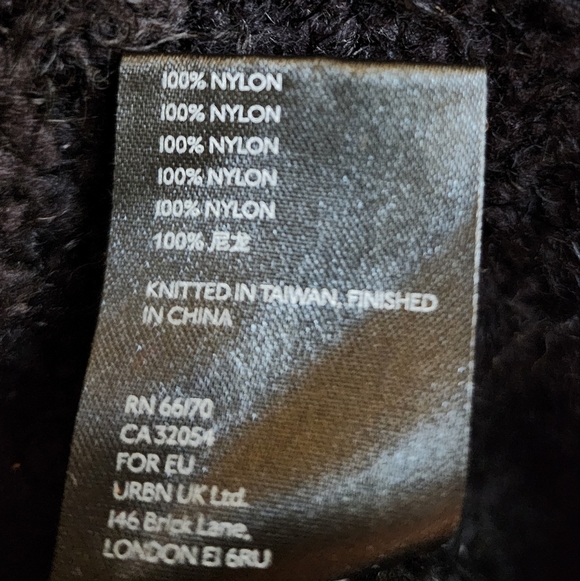 100% NYLON
100% NYLON
100% NYLON
100% NYLON
100% NYLON
100% 尼龙
KNITTED IN TAIWAN. FINISHED
IN CHINA
RN 66170
CA 32054
FOR EU
URBN UK Ltd.
146 Brick Lane,
LONDON E1 6RU